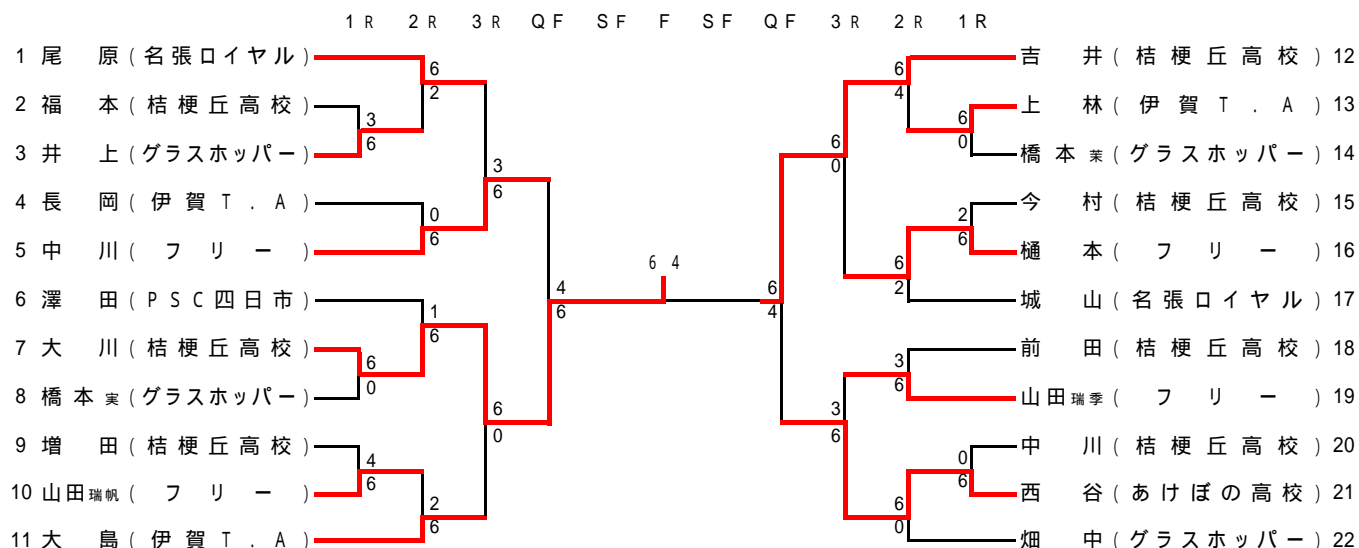 1R 2R 3R QF SF F SF QF 3R 2R 1R
1 尾原(名張ロイヤル) 6 6 吉井(桔梗丘高校) 12
2 4
2 福本(桔梗丘高校) 3 6 上林(伊賀T.A) 13
3 井上(グラスホッパー) 6 0 橋本茉(グラスホッパー) 14
3 6
6 0
4 長岡(伊賀T.A) 0 2 今村(桔梗丘高校) 15
5 中川(フリー) 6 6 樋本(フリー) 16
6 4
6 澤田(PSC四日市) 4 6 6 城山(名張ロイヤル) 17
1 6 4 2
6
7 大川(桔梗丘高校) 6 3 前田(桔梗丘高校) 18
8 橋本実(グラスホッパー) 0 6 山田瑞季(フリー) 19
6 3
0 6
9 増田(桔梗丘高校) 4 0 中川(桔梗丘高校) 20
10 山田瑞帆(フリー) 6 6 西谷(あけぼの高校) 21
2 6
11 大島(伊賀T.A) 6 0 畑中(グラスホッパー) 22